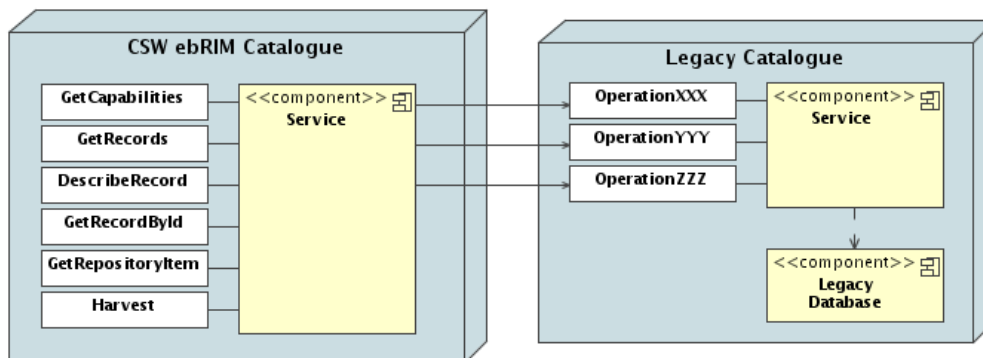 CSW ebRIM Catalogue
GetCapabilities
GetRecords
DescribeRecord
GetRecordById
GetRepositoryItem
Harvest
<<component>>
Service
Legacy Catalogue
OperationXXX
OperationYYY
OperationZZZ
<<component>>
Service
<<component>>
Legacy
Database